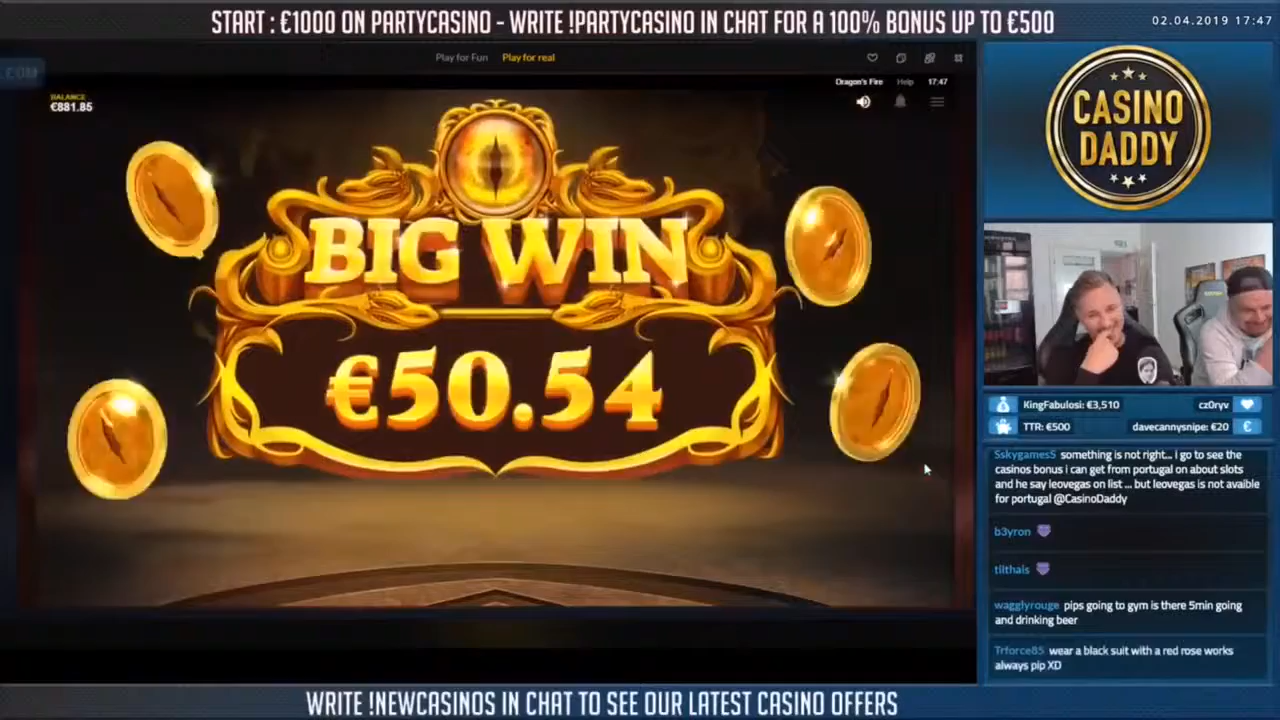 START : €1000 ON PARTYCASINO - WRITE !PARTYCASINO IN CHAT FOR A 100% BONUS UP TO €500
02.04.2019 17:47
Play for Fun Play for real
Dragon's Fire Help 17:47
BALANCE
€881.85
BIG WIN
€50.54
CASINO
DADDY
KingFabulosi: €3,510
cz0ryv
TTR: €500
davecannysnipe: €20
€
Sskygames5 something is not right... i go to see the
casinos bonus i can get from portugal on about slots
and he say leovegas on list ... but leovegas is not avaible
for portugal @CasinoDaddy
b3yron
tilthais
wagglyrouge pips going to gym is there 5min going
and drinking beer
Trforce85 wear a black suit with a red rose works
always pip XD
WRITE !NEWCASINOS IN CHAT TO SEE OUR LATEST CASINO OFFERS